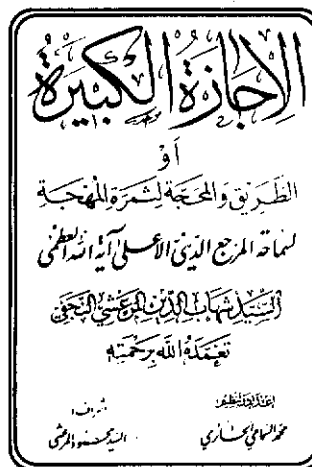 الإجازة الكبيرة
أو
الطريق والمحجة لثمرة المهجة
لسماحة المرجع الديني الأعلى آية الله العظمى
السيد شهاب الدين المرعشي النجفي
تغمده الله برحمته
إعداد وتنظيم
محمد السمامي الحائري
إشراف
السيد محمود المرعشي